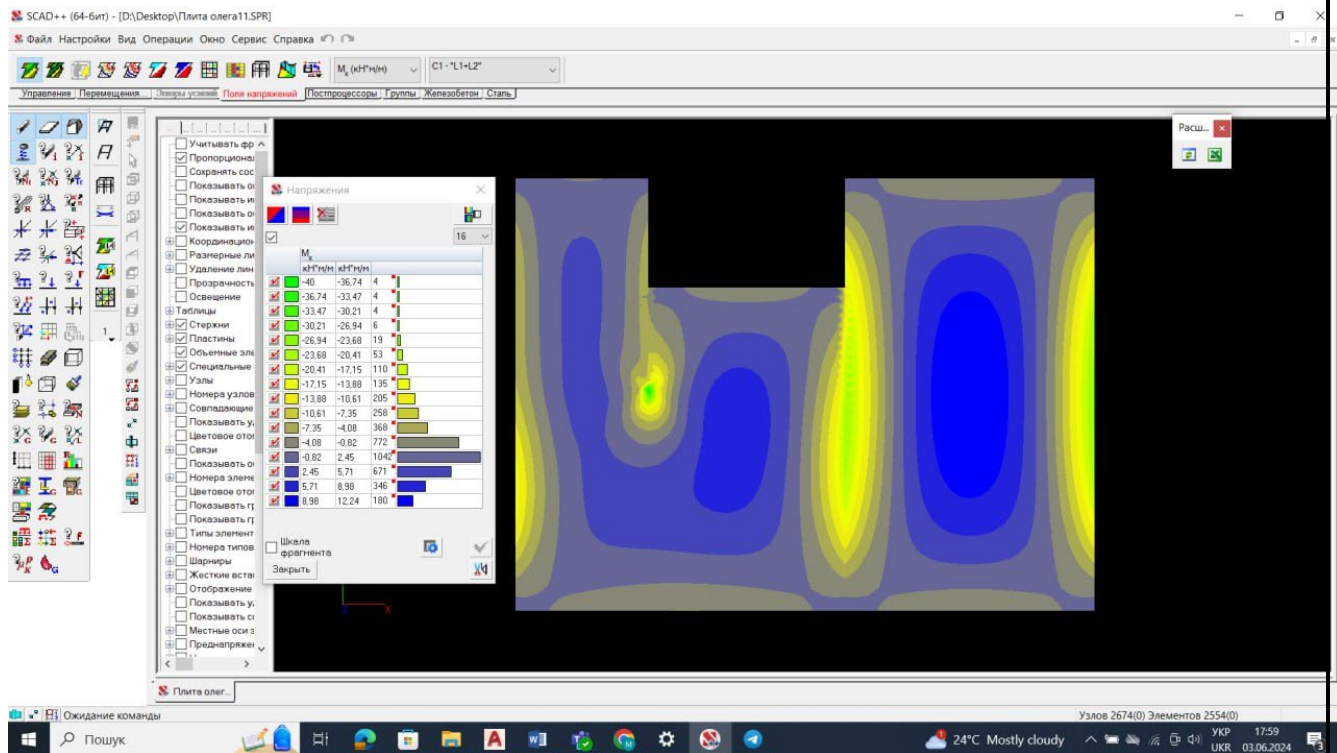 SCAD++ (64-бит) - [D:\Desktop\Плита олега11.SPR]
Файл Настройки Вид Операции Окно Сервис Справка
Mx (кН*м/м) C1 - "L1+L2"
Управление Перемещения... Эпюры усилий Поля напряжений Постпроцессоры Группы Железобетон Сталь
Расш...
Учитывать фр
Пропорциона
Сохранять сос
Показывать
Показывать
Показывать
Показывать
Координацион
Размерные ли
Удаление лин
Прозрачность
Освещение
Таблицы
Стержни
Пластины
Объемные эле
Специальные
Узлы
Номера узлов
Совпадающие
Показывать у
Цветовое ото
Связи
Показывать
Номера элеме
Цветовое отог
Показывать гр
Показывать гр
Типы элемент
Номера типов
Шарниры
Жесткие вста
Отображение
Показывать у
Показывать
Местные оси
Преднапряже
Напряжения
16
Mx
кН*м/м кН*м/м
-40 -36,74 4
-36,74 -33,47 4
-33,47 -30,21 4
-30,21 -26,94 6
-26,94 -23,68 19
-23,68 -20,41 53
-20,41 -17,15 110
-17,15 -13,88 135
-13,88 -10,61 205
-10,61 -7,35 258
-7,35 -4,08 368
-4,08 -0,82 772
-0,82 2,45 1042
2,45 5,71 671
5,71 8,98 346
8,98 12,24 180
Шкала
фрагмента
Закрыть
X
Плита олег...
Ожидание команды
Узлов 2674(0) Элементов 2554(0)
Пошук
24°C Mostly cloudy
УКР
UKR
17:59
03.06.2024